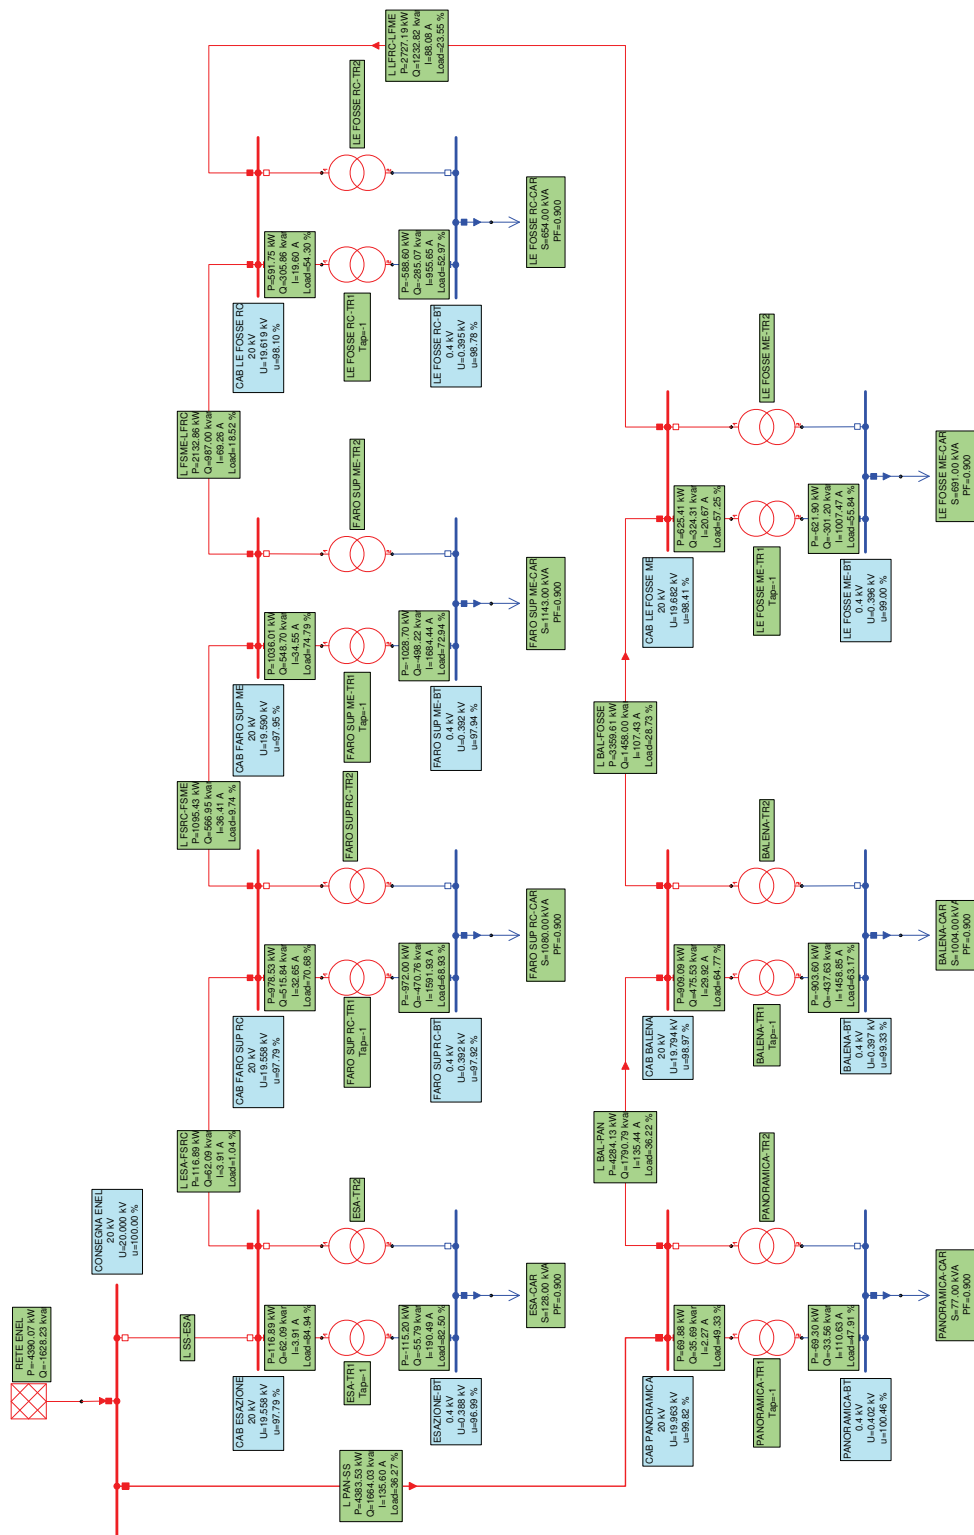 RETE ENEL
P=-4390.07 kW
Q=-1628.23 kvar
CONSEGNA ENEL
20 kV
U=20.000 kV
u=100.00 %
L SS-ESA
L PAN-SS
P=4383.53 kW
Q=1664.03 kvar
I=135.60 A
Load=36.27 %
CAB ESAZIONE
20 kV
U=19.558 kV
u=97.79 %
P=116.89 kW
Q=62.09 kvar
I=3.91 A
Load=84.94 %
ESA-TR1
Tap=-1
ESA-TR2
P=-115.20 kW
Q=-55.79 kvar
I=190.49 A
Load=82.50 %
ESAZIONE-BT
0.4 kV
U=0.388 kV
u=96.99 %
ESA-CAR
S=128.00 kVA
PF=0.900
L ESA-FSRC
P=116.89 kW
Q=62.09 kvar
I=3.91 A
Load=1.04 %
CAB FARO SUP RC
20 kV
U=19.558 kV
u=97.79 %
P=978.53 kW
Q=515.84 kvar
I=32.65 A
Load=70.68 %
FARO SUP RC-TR1
Tap=-1
FARO SUP RC-TR2
P=-972.00 kW
Q=-470.76 kvar
I=1591.93 A
Load=68.93 %
FARO SUP RC-BT
0.4 kV
U=0.392 kV
u=97.92 %
FARO SUP RC-CAR
S=1080.00 kVA
PF=0.900
L FSRC-FSME
P=1095.43 kW
Q=566.95 kvar
I=36.41 A
Load=9.74 %
CAB FARO SUP ME
20 kV
U=19.590 kV
u=97.95 %
P=1036.01 kW
Q=548.70 kvar
I=34.55 A
Load=74.79 %
FARO SUP ME-TR1
Tap=-1
FARO SUP ME-TR2
P=-1028.70 kW
Q=-498.22 kvar
I=1684.44 A
Load=72.94 %
FARO SUP ME-BT
0.4 kV
U=0.392 kV
u=97.94 %
FARO SUP ME-CAR
S=1143.00 kVA
PF=0.900
L FSME-LFRC
P=2132.86 kW
Q=987.00 kvar
I=69.26 A
Load=18.52 %
CAB LE FOSSE RC
20 kV
U=19.619 kV
u=98.10 %
P=591.75 kW
Q=305.86 kvar
I=19.60 A
Load=54.30 %
LE FOSSE RC-TR1
Tap=-1
LE FOSSE RC-TR2
P=-588.60 kW
Q=-285.07 kvar
I=955.65 A
Load=52.97 %
LE FOSSE RC-BT
0.4 kV
U=0.395 kV
u=98.78 %
LE FOSSE RC-CAR
S=654.00 kVA
PF=0.900
L LFRC-LFME
P=2727.19 kW
Q=1232.82 kvar
I=88.08 A
Load=23.55 %
CAB PANORAMICA
20 kV
U=19.963 kV
u=99.82 %
P=69.88 kW
Q=35.69 kvar
I=2.27 A
Load=49.33 %
PANORAMICA-TR1
Tap=-1
PANORAMICA-TR2
P=-69.30 kW
Q=-33.56 kvar
I=110.63 A
Load=47.91 %
PANORAMICA-BT
0.4 kV
U=0.402 kV
u=100.46 %
PANORAMICA-CAR
S=77.00 kVA
PF=0.900
L BAL-PAN
P=4284.13 kW
Q=1790.79 kvar
I=135.44 A
Load=36.22 %
CAB BALENA
20 kV
U=19.794 kV
u=98.97 %
P=909.09 kW
Q=475.53 kvar
I=29.92 A
Load=64.77 %
BALENA-TR1
Tap=-1
BALENA-TR2
P=-903.60 kW
Q=-437.63 kvar
I=1458.85 A
Load=63.17 %
BALENA-BT
0.4 kV
U=0.397 kV
u=99.33 %
BALENA-CAR
S=1004.00 kVA
PF=0.900
L BAL-FOSSE
P=3359.61 kW
Q=1458.00 kvar
I=107.43 A
Load=28.73 %
CAB LE FOSSE ME
20 kV
U=19.682 kV
u=98.41 %
P=625.41 kW
Q=324.31 kvar
I=20.67 A
Load=57.25 %
LE FOSSE ME-TR1
Tap=-1
LE FOSSE ME-TR2
P=-621.90 kW
Q=-301.20 kvar
I=1007.47 A
Load=55.84 %
LE FOSSE ME-BT
0.4 kV
U=0.396 kV
u=99.00 %
LE FOSSE ME-CAR
S=691.00 kVA
PF=0.900